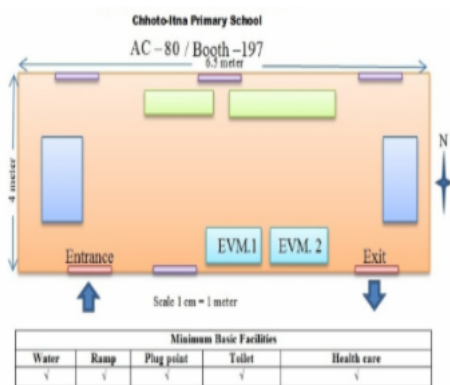 Chhoto-Itna Primary School
AC – 80 / Booth –197
6.5 meter
4 meter
N
EVM.1 EVM. 2
Entrance Exit
Scale 1 cm = 1 meter
Minimum Basic Facilities
Water Ramp Plug point Toilet Health care
√ √ √ √ √